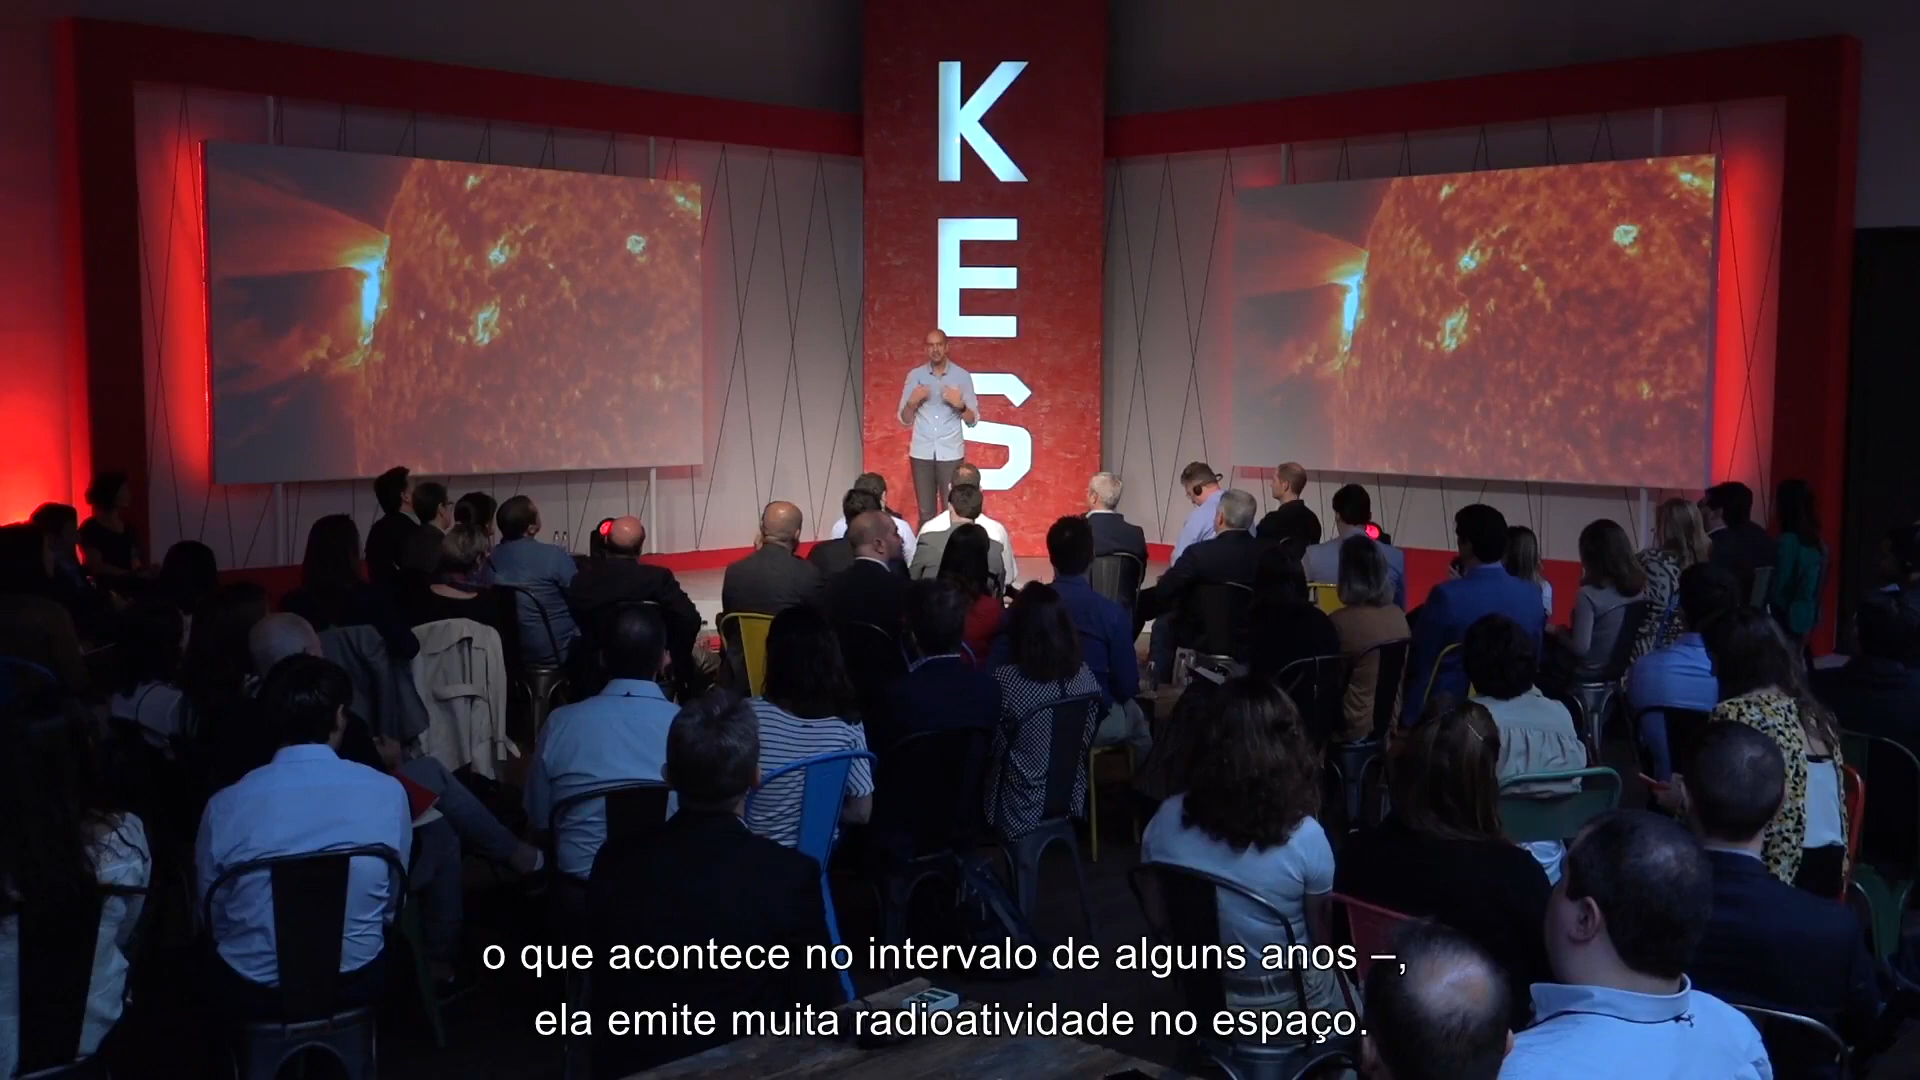 K
E
S
o que acontece no intervalo de alguns anos –,
ela emite muita radioatividade no espaço.